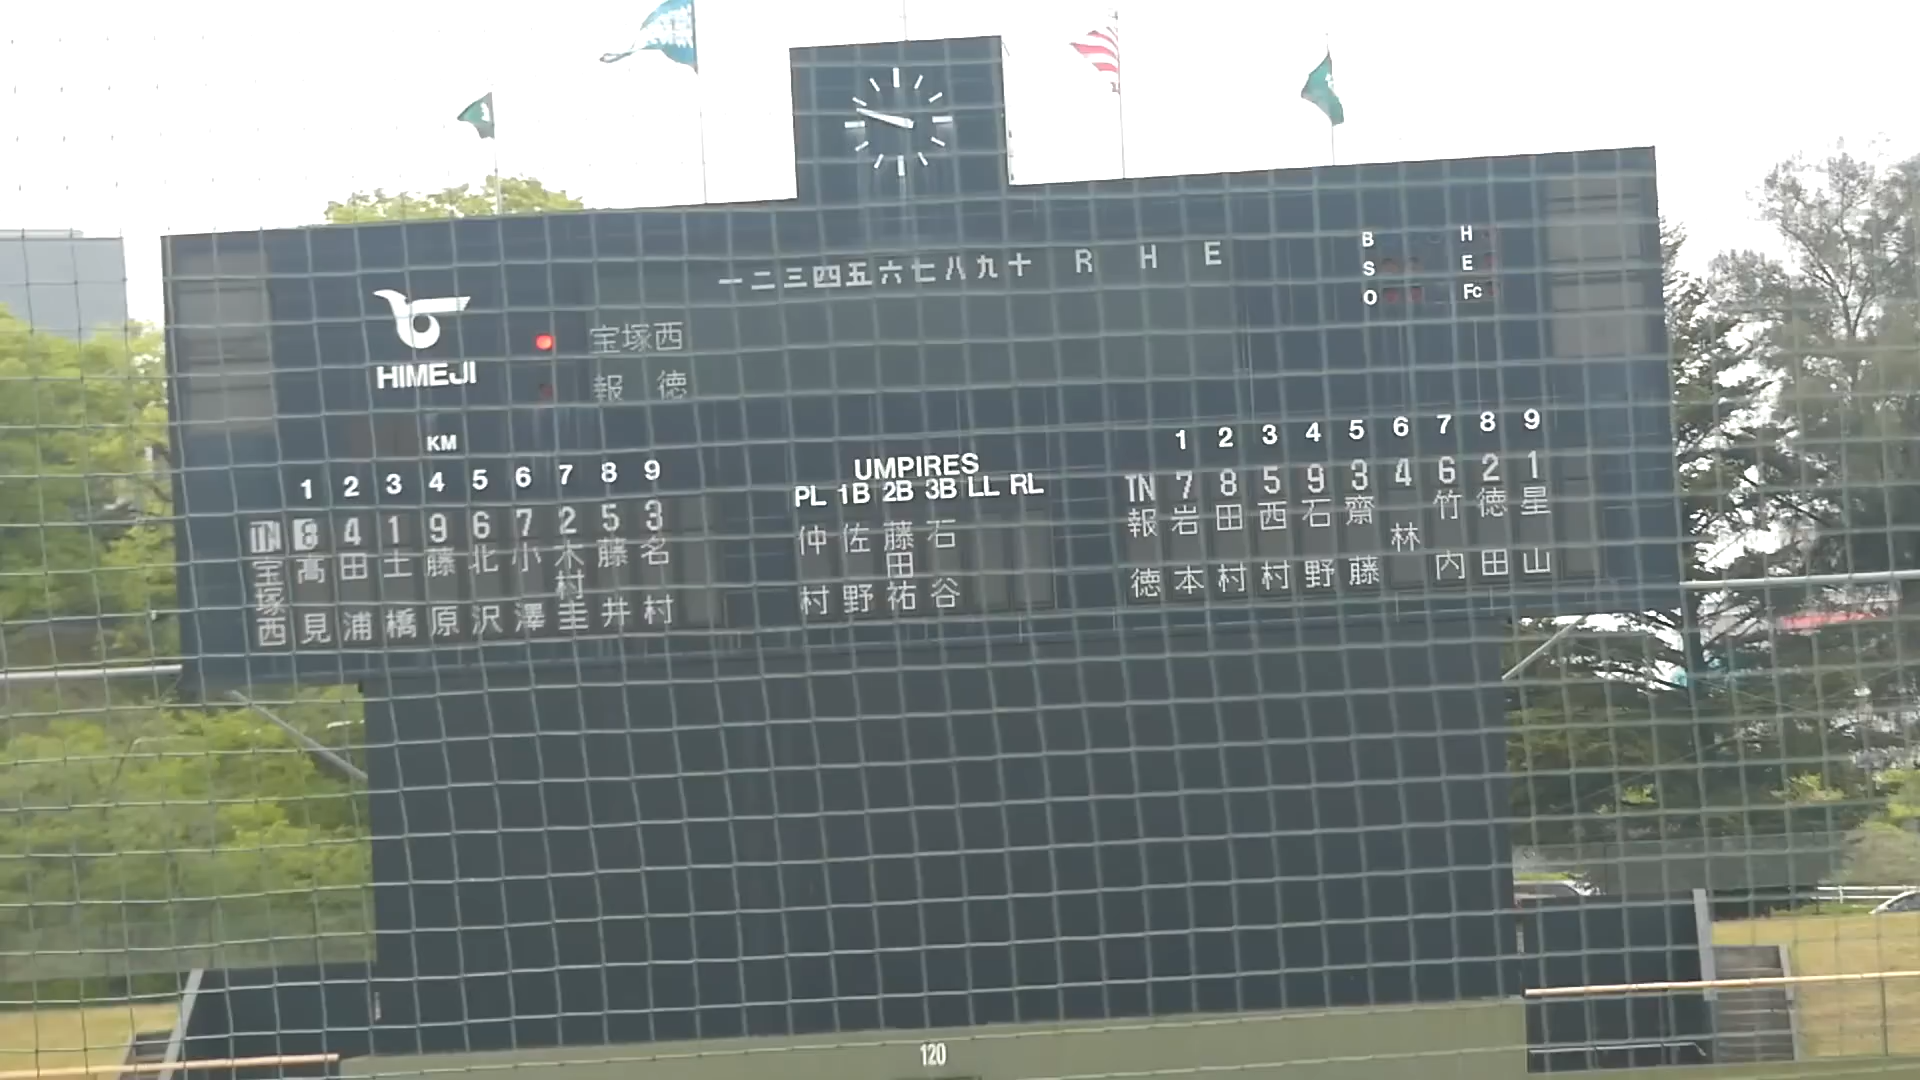 一二三四五六七八九十 R H E
B H
S E
O Fc
HIMEJI
宝塚西
報徳
KM
1 2 3 4 5 6 7 8 9
TN 8 4 1 9 6 7 2 5 3
宝塚西 髙見 田浦 土橋 藤原 北沢 小澤 木村圭 藤井 名村
UMPIRES
PL 1B 2B 3B LL RL
仲村 佐野 藤田祐 石谷
1 2 3 4 5 6 7 8 9
TN 7 8 5 9 3 4 6 2 1
報徳 岩本 田村 西村 石野 齋藤 林 竹内 徳田 星山
120